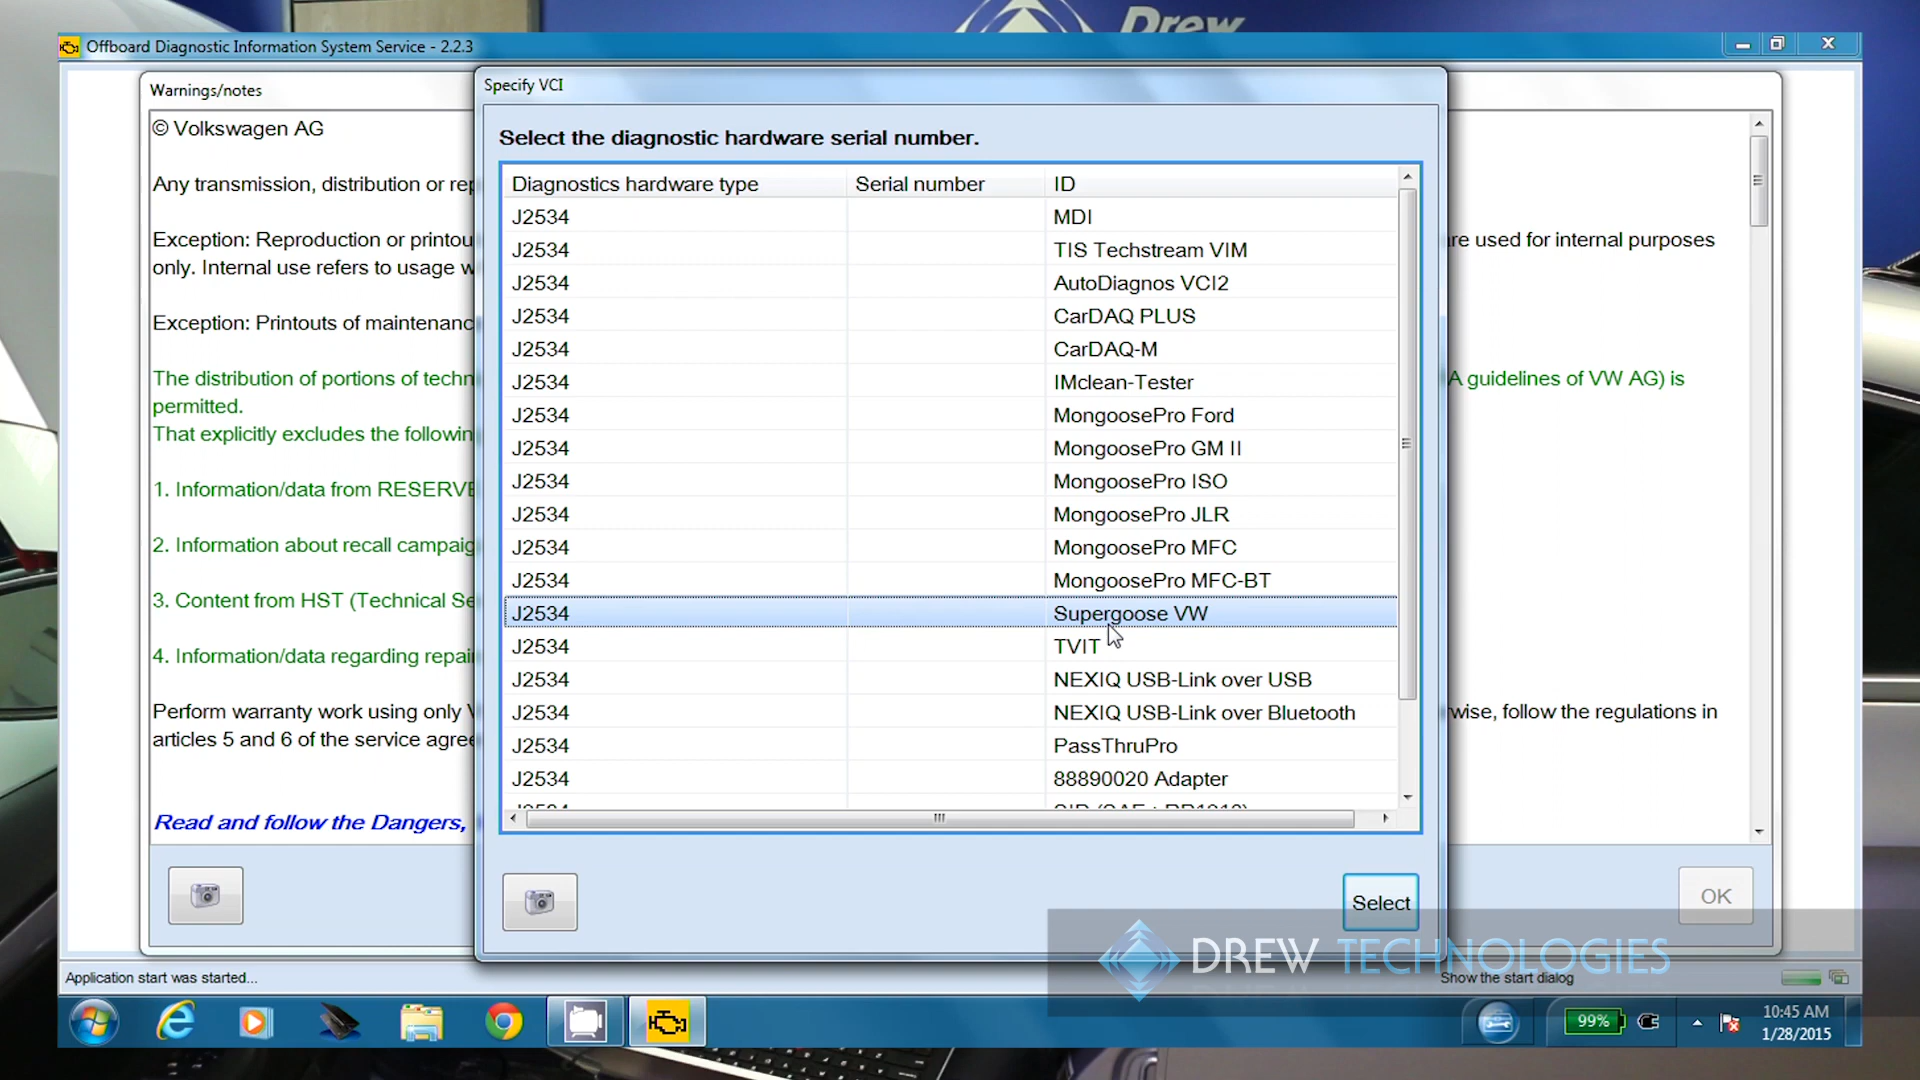 Drew
Offboard Diagnostic Information System Service - 2.2.3
Warnings/notes
© Volkswagen AG
Any transmission, distribution or rep
Exception: Reproduction or printou
re used for internal purposes
only. Internal use refers to usage w
Exception: Printouts of maintenanc
The distribution of portions of techn
A guidelines of VW AG) is
permitted.
That explicitly excludes the followin
1. Information/data from RESERVE
2. Information about recall campaig
3. Content from HST (Technical Se
4. Information/data regarding repai
Perform warranty work using only V
rwise, follow the regulations in
articles 5 and 6 of the service agree
Read and follow the Dangers,
OK
Specify VCI
Select the diagnostic hardware serial number.
Diagnostics hardware type Serial number ID
J2534 MDI
J2534 TIS Techstream VIM
J2534 AutoDiagnos VCI2
J2534 CarDAQ PLUS
J2534 CarDAQ-M
J2534 IMclean-Tester
J2534 MongoosePro Ford
J2534 MongoosePro GM II
J2534 MongoosePro ISO
J2534 MongoosePro JLR
J2534 MongoosePro MFC
J2534 MongoosePro MFC-BT
J2534 Supergoose VW
J2534 TVIT
J2534 NEXIQ USB-Link over USB
J2534 NEXIQ USB-Link over Bluetooth
J2534 PassThruPro
J2534 88890020 Adapter
Select
DREW TECHNOLOGIES
Application start was started...
Show the start dialog
99%
10:45 AM
1/28/2015